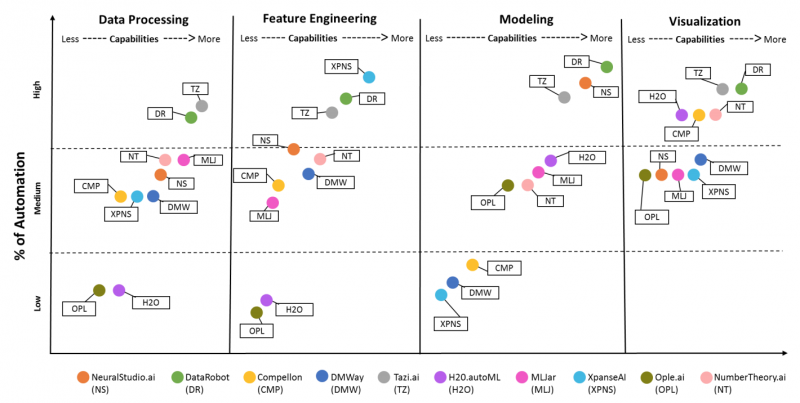 Data Processing
Feature Engineering
Modeling
Visualization
Less Capabilities More
Less Capabilities More
Less Capabilities More
Less Capabilities More
% of Automation
High
Medium
Low
TZ
DR
NT
MLJ
NS
CMP
XPNS
DMW
OPL
H2O
XPNS
DR
TZ
NS
NT
CMP
DMW
MLJ
H2O
OPL
DR
TZ
NS
H2O
MLJ
OPL
NT
CMP
DMW
XPNS
DR
TZ
H2O
NT
CMP
NS
DMW
MLJ
XPNS
OPL
NeuralStudio.ai
(NS)
DataRobot
(DR)
Compellon
(CMP)
DMWay
(DMW)
Tazi.ai
(TZ)
H20.autoML
(H2O)
MLJar
(MLJ)
XpanseAI
(XPNS)
Ople.ai
(OPL)
NumberTheory.ai
(NT)